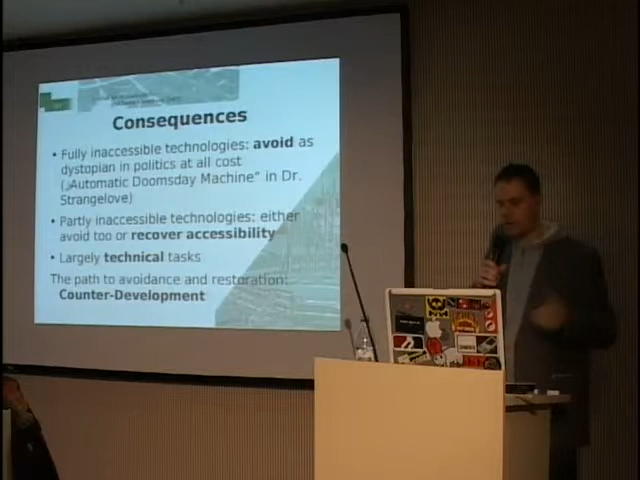 Consequences
• Fully inaccessible technologies: avoid as
dystopian in politics at all cost
(„Automatic Doomsday Machine" in Dr.
Strangelove)
• Partly inaccessible technologies: either
avoid too or recover accessibility
• Largely technical tasks
The path to avoidance and restoration:
Counter-Development